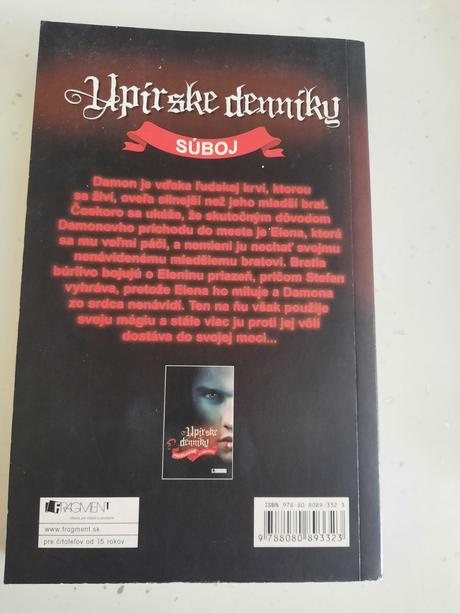 Upírske denníky
SÚBOJ
Damon je vďaka ľudskej krvi, ktorou
sa živí, oveľa silnejší než jeho mladší brat.
Čoskoro sa ukáže, že skutočným dôvodom
Damonovho príchodu do mesta je Elena, ktorá
sa mu veľmi páči, a nemieni ju nechať svojmu
nenávidenému mladšiemu bratovi. Bratia
búrlivo bojujú o Eleninu priazeň, pričom Stefan
vyhráva, pretože Elena ho miluje a Damona
zo srdca nenávidí. Ten na ňu však použije
svoju mágiu a stále viac ju proti jej vôli
dostáva do svojej moci...
Upírske
denníky
FRAGMENT
www.fragment.sk
pre čitateľov od 15 rokov
ISBN 978-80-8089-332-3
9 788080 893323